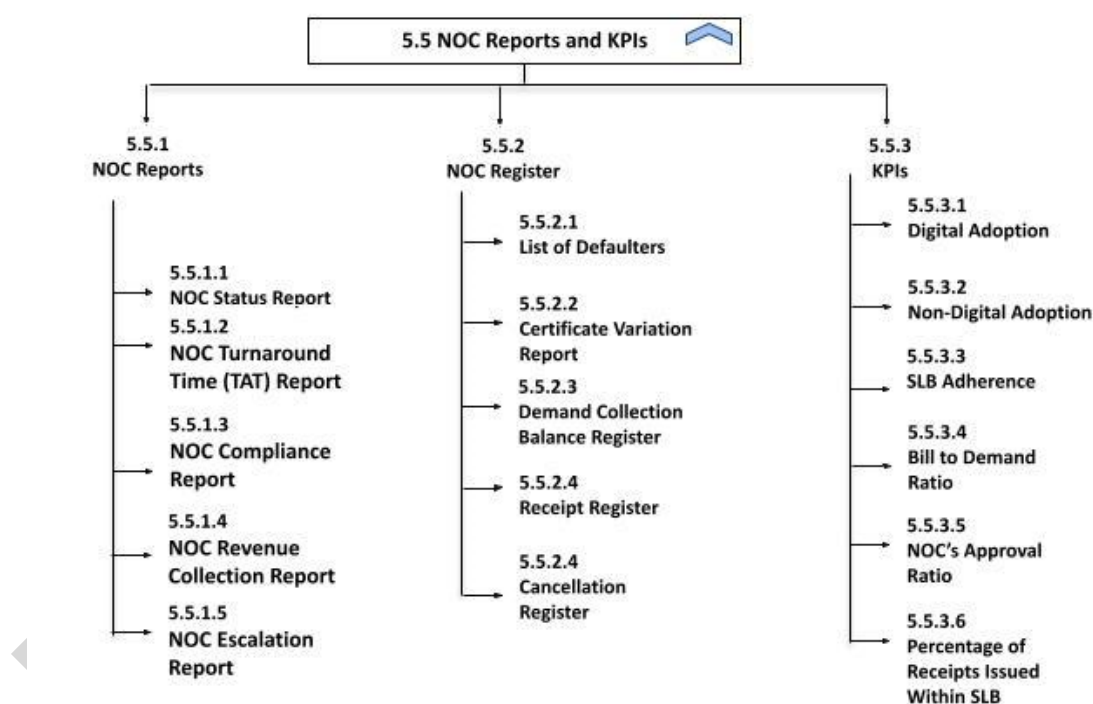 5.5 NOC Reports and KPIs
5.5.1
NOC Reports
5.5.1.1
NOC Status Report
5.5.1.2
NOC Turnaround
Time (TAT) Report
5.5.1.3
NOC Compliance
Report
5.5.1.4
NOC Revenue
Collection Report
5.5.1.5
NOC Escalation
Report
5.5.2
NOC Register
5.5.2.1
List of Defaulters
5.5.2.2
Certificate Variation
Report
5.5.2.3
Demand Collection
Balance Register
5.5.2.4
Receipt Register
5.5.2.4
Cancellation
Register
5.5.3
KPIs
5.5.3.1
Digital Adoption
5.5.3.2
Non-Digital Adoption
5.5.3.3
SLB Adherence
5.5.3.4
Bill to Demand
Ratio
5.5.3.5
NOC’s Approval
Ratio
5.5.3.6
Percentage of
Receipts Issued
Within SLB